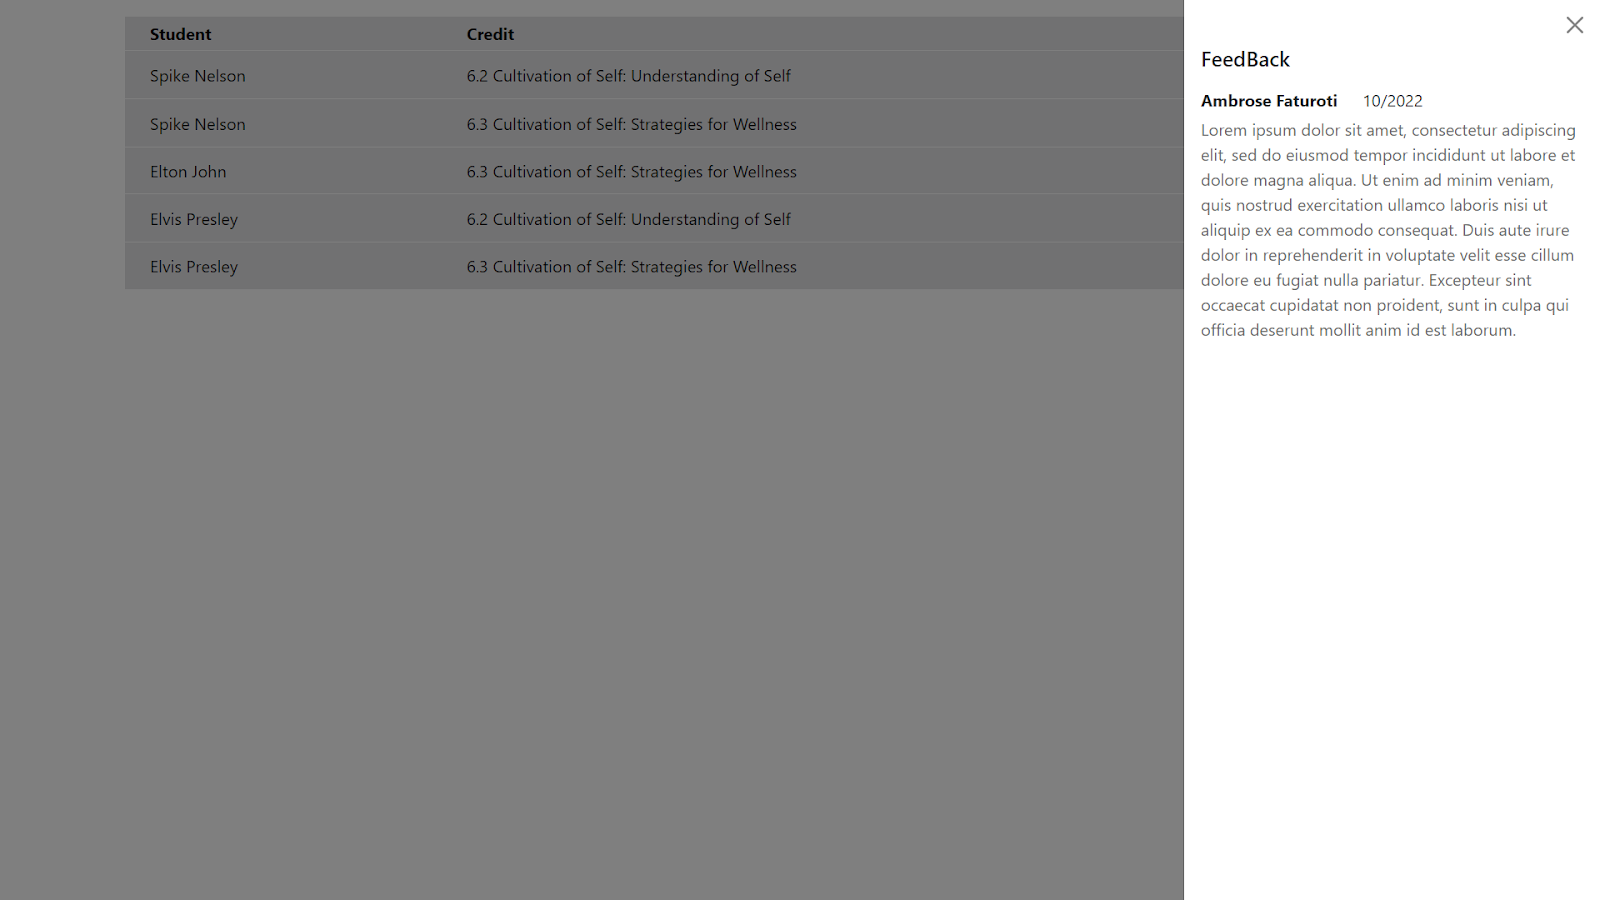 Student Credit
Spike Nelson 6.2 Cultivation of Self: Understanding of Self
Spike Nelson 6.3 Cultivation of Self: Strategies for Wellness
Elton John 6.3 Cultivation of Self: Strategies for Wellness
Elvis Presley 6.2 Cultivation of Self: Understanding of Self
Elvis Presley 6.3 Cultivation of Self: Strategies for Wellness
FeedBack
Ambrose Faturoti 10/2022
Lorem ipsum dolor sit amet, consectetur adipiscing
elit, sed do eiusmod tempor incididunt ut labore et
dolore magna aliqua. Ut enim ad minim veniam,
quis nostrud exercitation ullamco laboris nisi ut
aliquip ex ea commodo consequat. Duis aute irure
dolor in reprehenderit in voluptate velit esse cillum
dolore eu fugiat nulla pariatur. Excepteur sint
occaecat cupidatat non proident, sunt in culpa qui
officia deserunt mollit anim id est laborum.